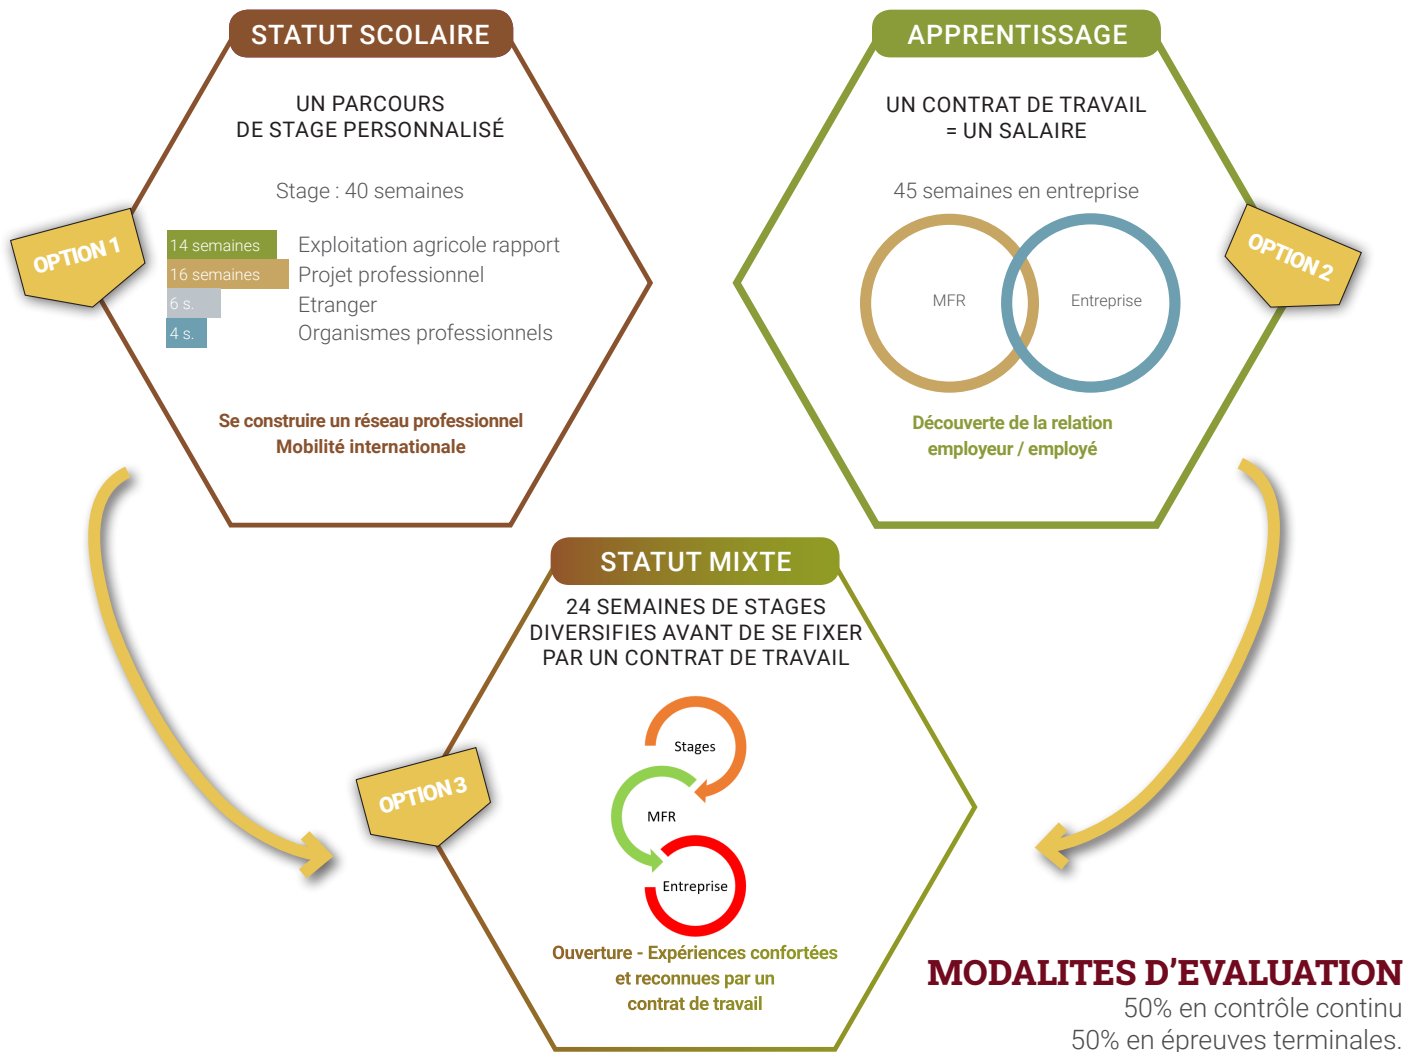 STATUT SCOLAIRE
UN PARCOURS
DE STAGE PERSONNALISÉ
Stage : 40 semaines
OPTION 1
14 semaines Exploitation agricole rapport
16 semaines Projet professionnel
6 s. Etranger
4 s. Organismes professionnels
Se construire un réseau professionnel
Mobilité internationale
APPRENTISSAGE
UN CONTRAT DE TRAVAIL
= UN SALAIRE
45 semaines en entreprise
OPTION 2
MFR Entreprise
Découverte de la relation
employeur / employé
STATUT MIXTE
24 SEMAINES DE STAGES
DIVERSIFIES AVANT DE SE FIXER
PAR UN CONTRAT DE TRAVAIL
Stages
OPTION 3
MFR
Entreprise
Ouverture - Expériences confortées
et reconnues par un
contrat de travail
MODALITES D'EVALUATION
50% en contrôle continu
50% en épreuves terminales.